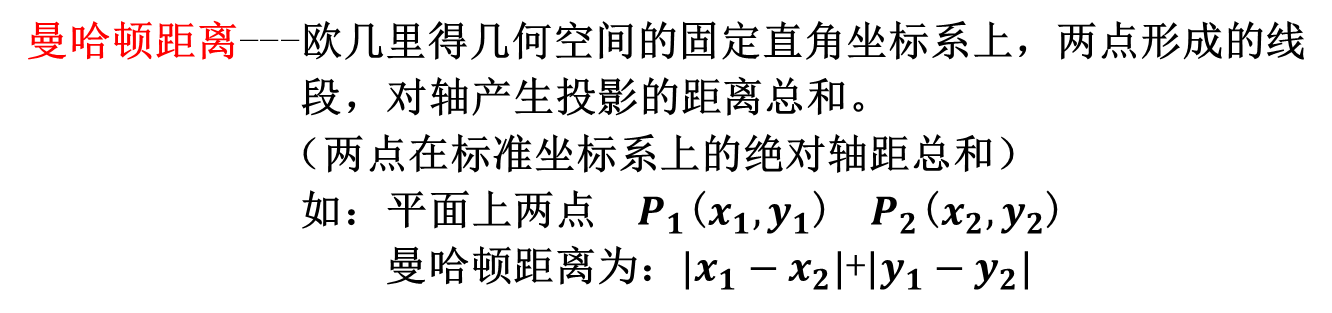 曼哈顿距离---欧几里得几何空间的固定直角坐标系上，两点形成的线
段，对轴产生投影的距离总和。
（两点在标准坐标系上的绝对轴距总和）
如：平面上两点 P₁(x₁,y₁) P₂(x₂,y₂)
曼哈顿距离为：|x₁ − x₂|+|y₁ − y₂|